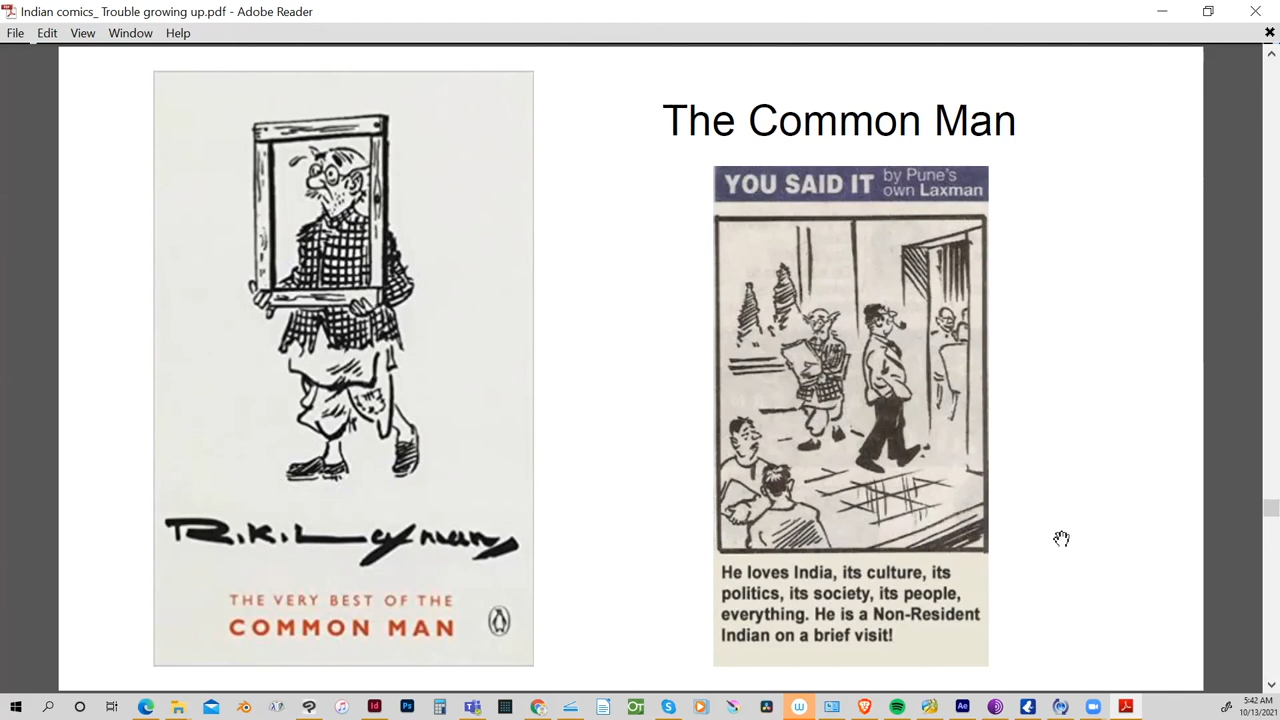 Indian comics_ Trouble growing up.pdf - Adobe Reader
File Edit View Window Help
The Common Man
R.K. Laxman
THE VERY BEST OF THE
COMMON MAN
YOU SAID IT by Pune's
own Laxman
He loves India, its culture, its
politics, its society, its people,
everything. He is a Non-Resident
Indian on a brief visit!
5:42 AM
10/13/2021